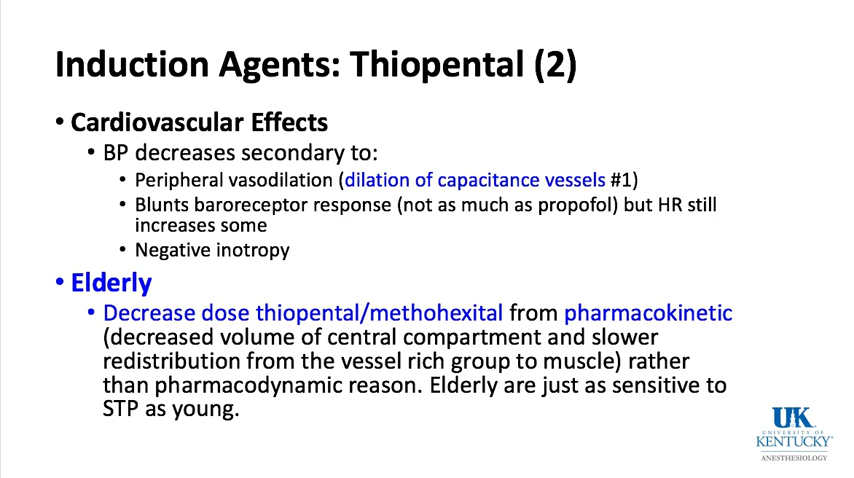 Induction Agents: Thiopental (2)
• Cardiovascular Effects
• BP decreases secondary to:
• Peripheral vasodilation (dilation of capacitance vessels #1)
• Blunts baroreceptor response (not as much as propofol) but HR still
increases some
• Negative inotropy
• Elderly
• Decrease dose thiopental/methohexital from pharmacokinetic
(decreased volume of central compartment and slower
redistribution from the vessel rich group to muscle) rather
than pharmacodynamic reason. Elderly are just as sensitive to
STP as young.
UK
UNIVERSITY OF
KENTUCKY
ANESTHESIOLOGY